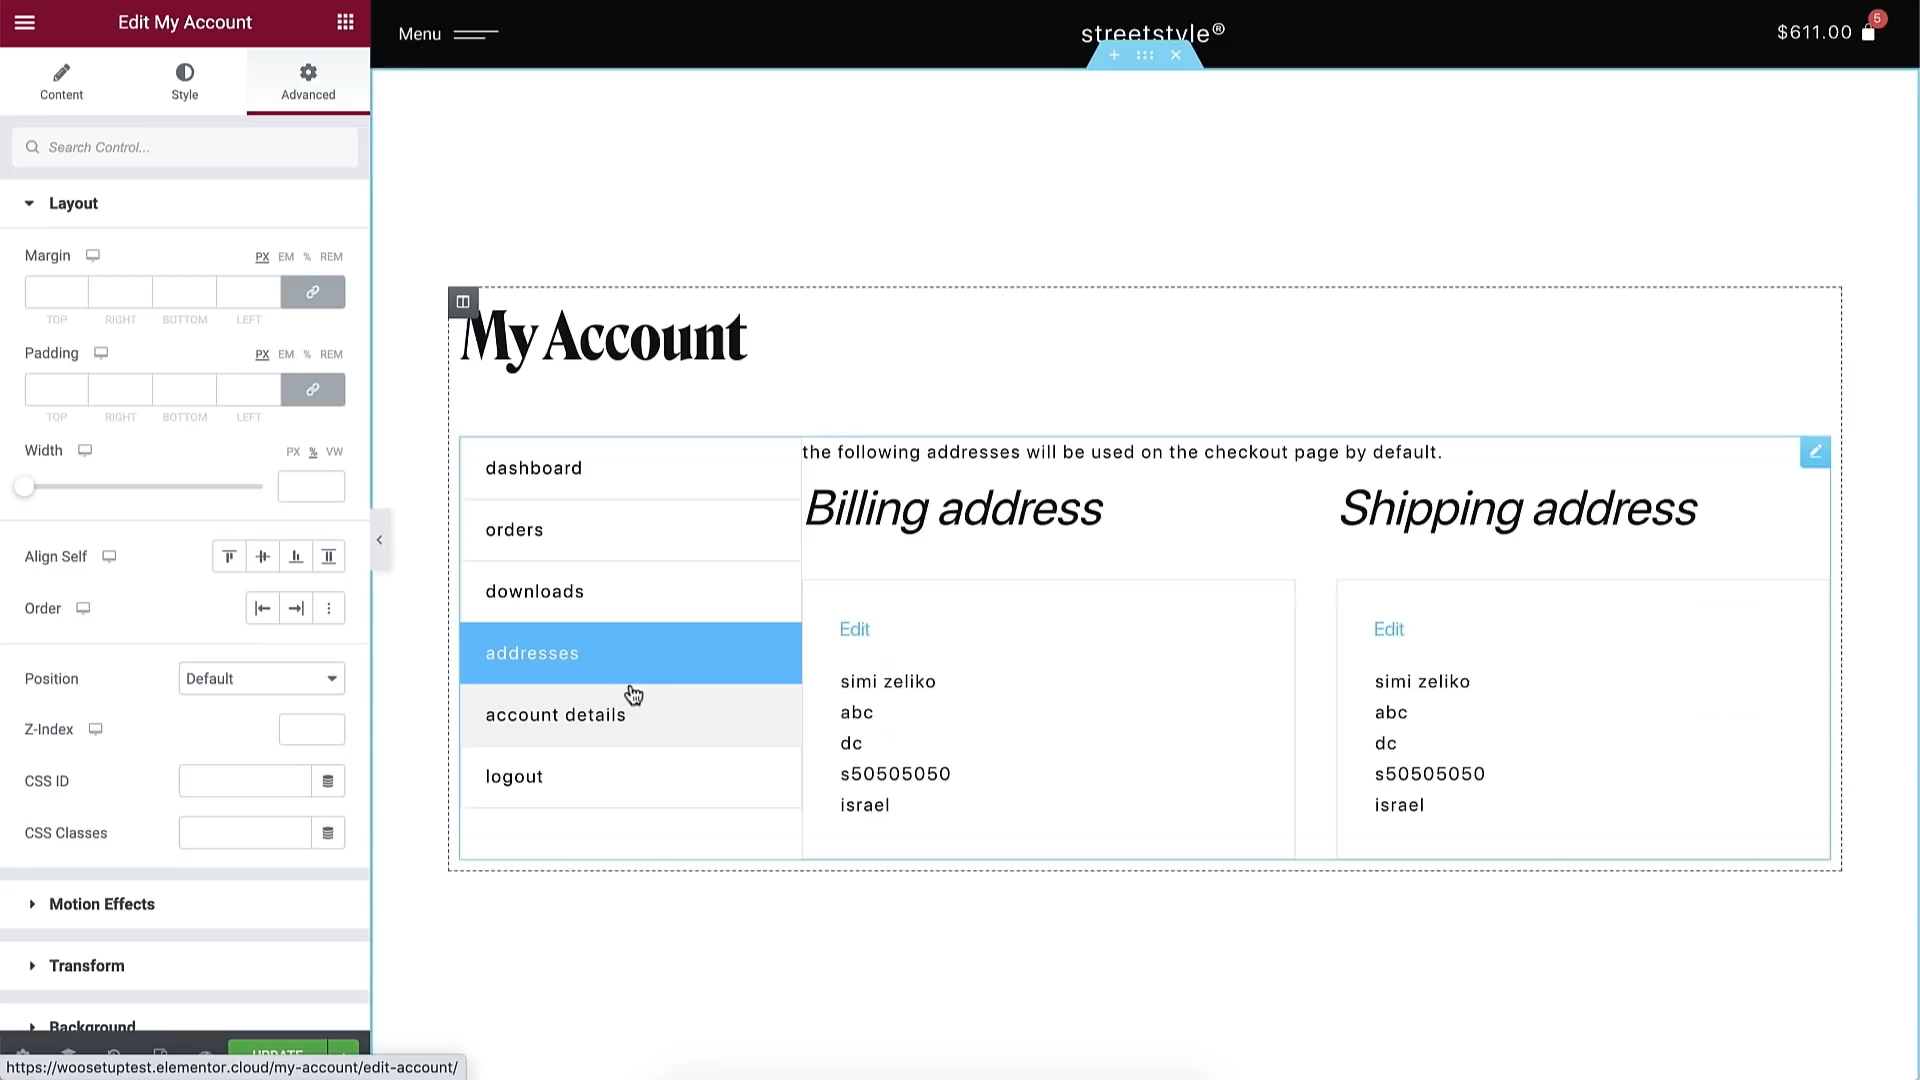 Edit My Account
Content
Style
Advanced
Search Control...
Layout
Margin
PX EM % REM
TOP RIGHT BOTTOM LEFT
Padding
PX EM % REM
TOP RIGHT BOTTOM LEFT
Width
PX % VW
Align Self
Order
Position
Default
Z-Index
CSS ID
CSS Classes
Motion Effects
Transform
Background
UPDATE
https://woosetuptest.elementor.cloud/my-account/edit-account/
Menu
streetstyle®
$611.00
5
My Account
dashboard
orders
downloads
addresses
account details
logout
the following addresses will be used on the checkout page by default.
Billing address
Edit
simi zeliko
abc
dc
s50505050
israel
Shipping address
Edit
simi zeliko
abc
dc
s50505050
israel